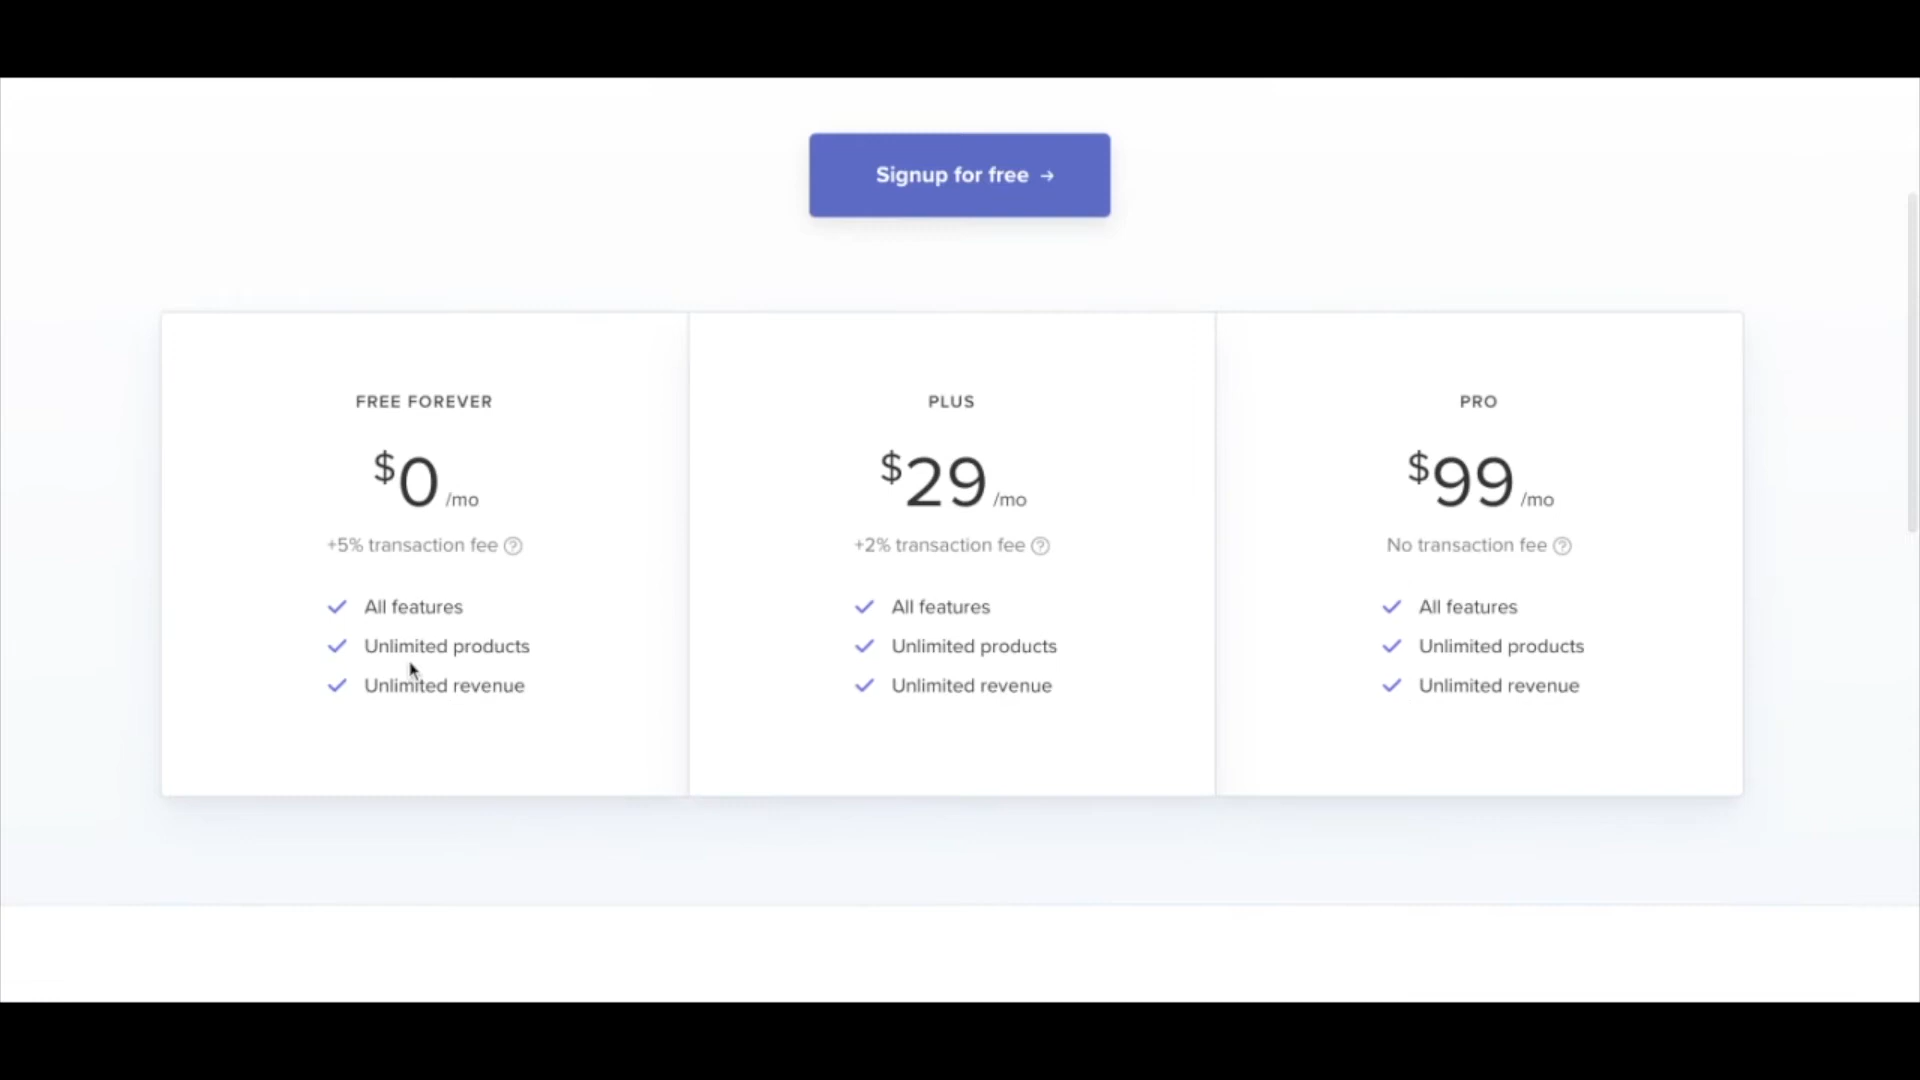 Signup for free →
FREE FOREVER
$0 /mo
+5% transaction fee ?
All features
Unlimited products
Unlimited revenue
PLUS
$29 /mo
+2% transaction fee ?
All features
Unlimited products
Unlimited revenue
PRO
$99 /mo
No transaction fee ?
All features
Unlimited products
Unlimited revenue